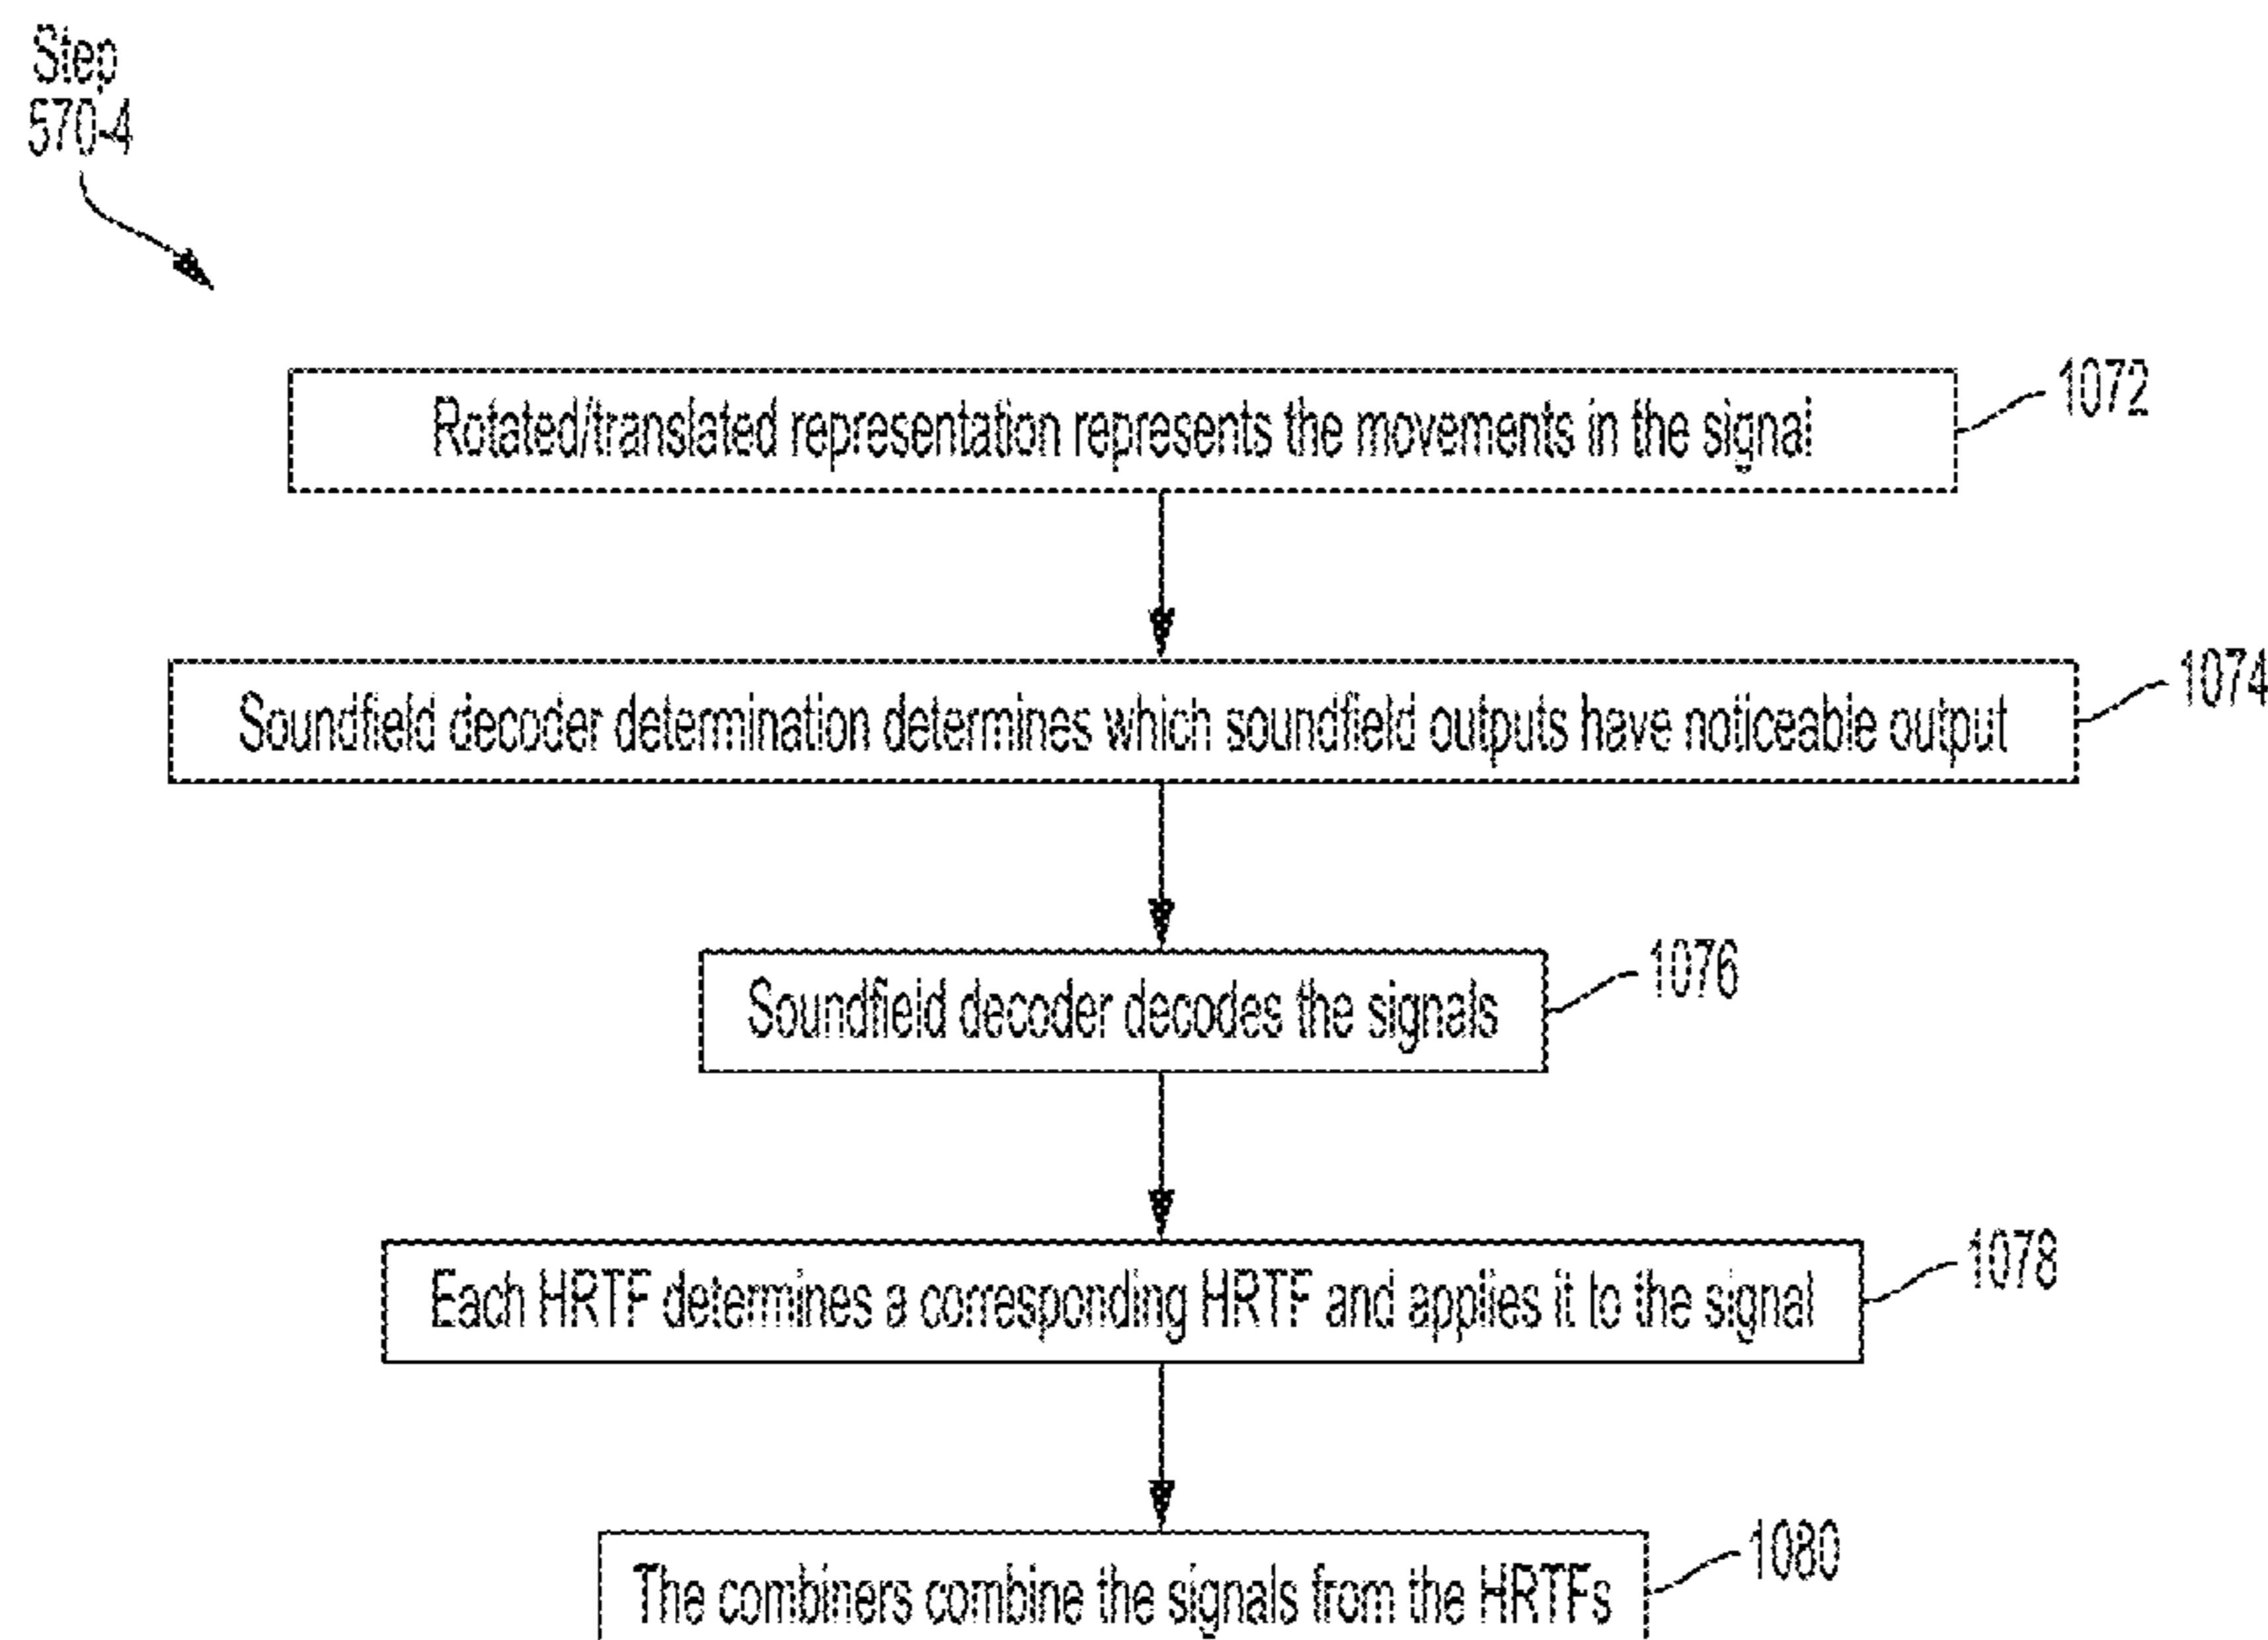 Step
570-4
Rotated/translated representation represents the movements in the signal
1072
Soundfield decoder determination determines which soundfield outputs have noticeable output
1074
Soundfield decoder decodes the signals
1076
Each HRTF determines a corresponding HRTF and applies it to the signal
1078
The combiners combine the signals from the HRTFs
1080